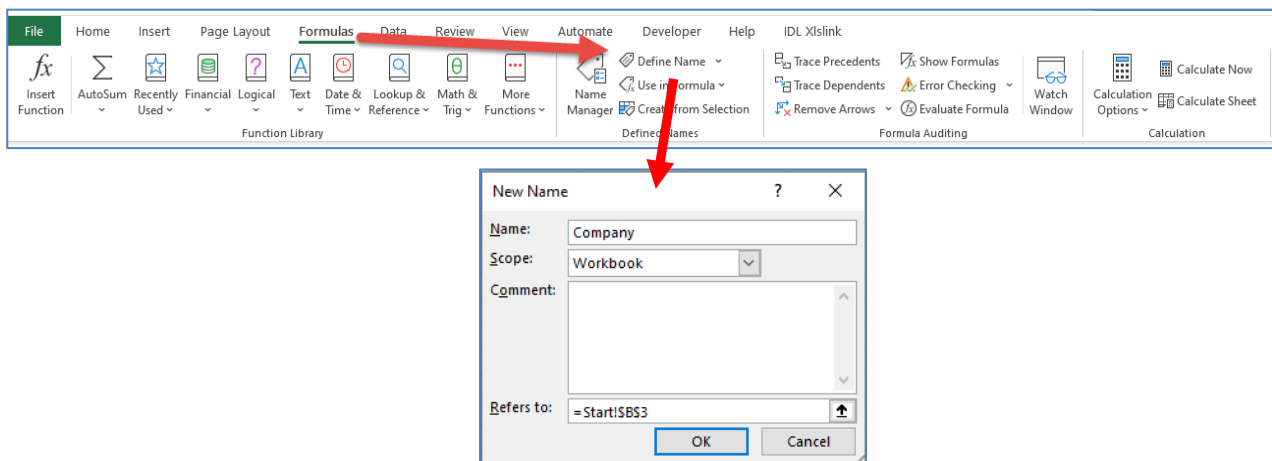 File Home Insert Page Layout Formulas Data Review View Automate Developer Help IDL Xlslink
fx Insert Function
AutoSum
Recently Used
Financial
Logical
Text
Date & Time
Lookup & Reference
Math & Trig
More Functions
Function Library
Name Manager
Define Name
Use in Formula
Create from Selection
Defined Names
Trace Precedents
Trace Dependents
Remove Arrows
Show Formulas
Error Checking
Evaluate Formula
Formula Auditing
Watch Window
Calculation Options
Calculate Now
Calculate Sheet
Calculation
New Name ?
Name: Company
Scope: Workbook
Comment:
Refers to: =Start!$B$3
OK Cancel